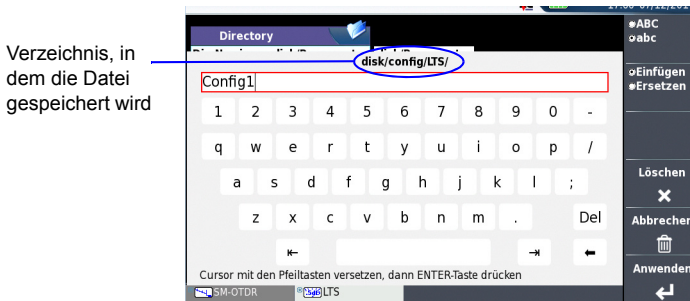 Verzeichnis, in
dem die Datei
gespeichert wird
Directory
disk/config/LTS/
Config1
1 2 3 4 5 6 7 8 9 0 -
q w e r t y u i o p /
a s d f g h j k l ;
z x c v b n m . Del
Cursor mit den Pfeiltasten versetzen, dann ENTER-Taste drücken
SM-OTDR LTS
ABC
abc
Einfügen
Ersetzen
Löschen
Abbrechen
Anwenden